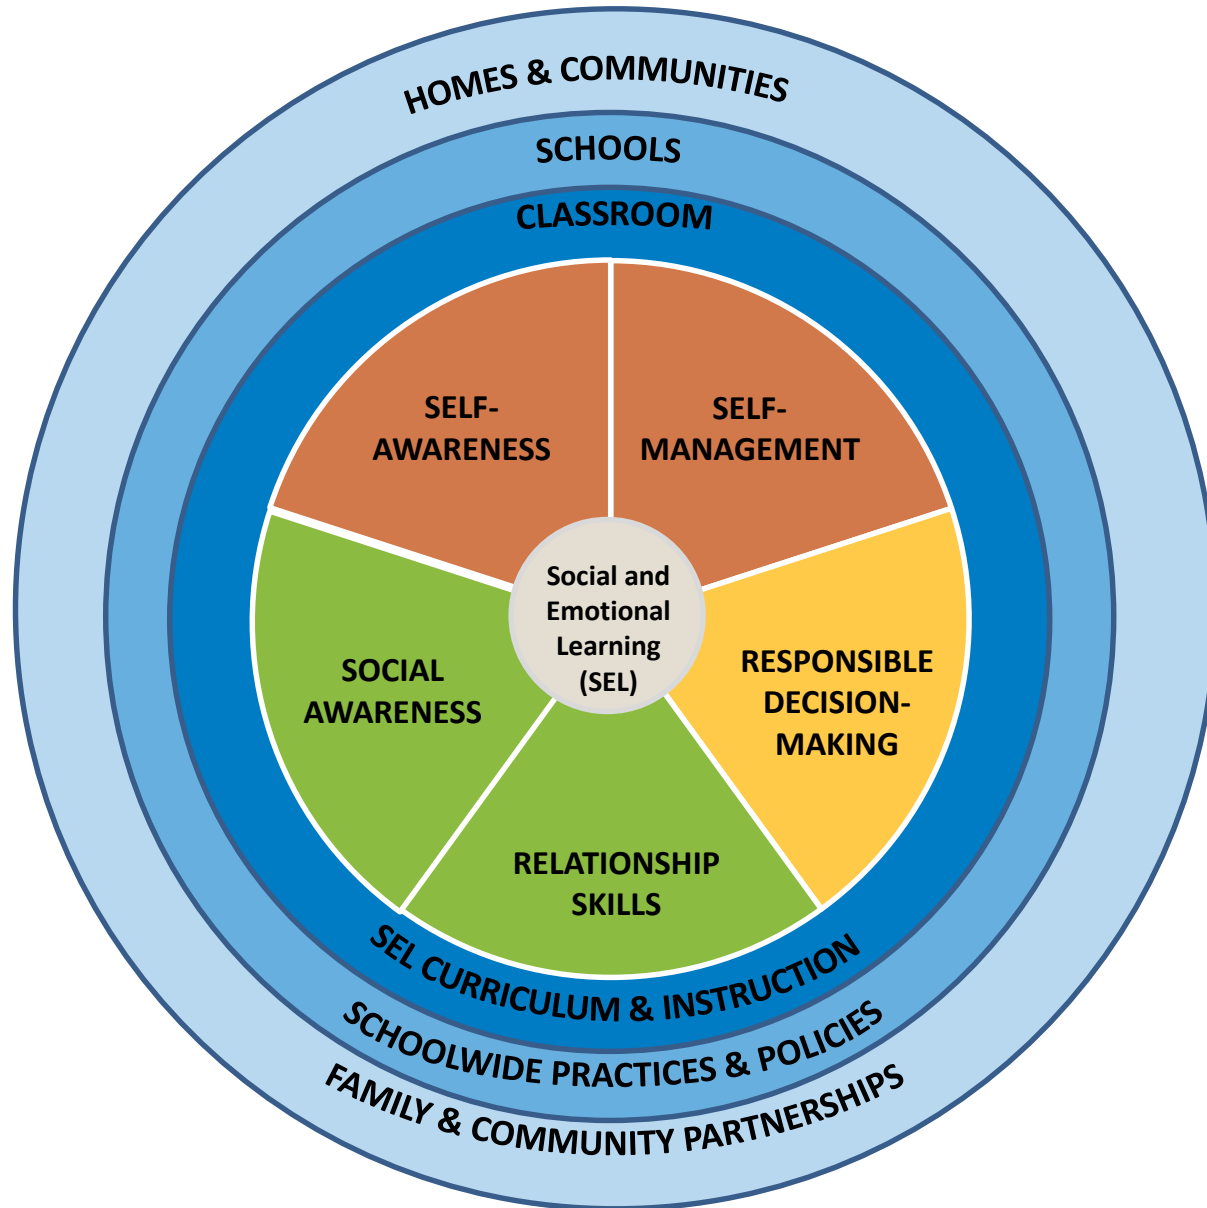 HOMES & COMMUNITIES
SCHOOLS
CLASSROOM
SELF-
AWARENESS
SELF-
MANAGEMENT
Social and
Emotional
Learning
(SEL)
SOCIAL
AWARENESS
RESPONSIBLE
DECISION-
MAKING
RELATIONSHIP
SKILLS
SEL CURRICULUM & INSTRUCTION
SCHOOLWIDE PRACTICES & POLICIES
FAMILY & COMMUNITY PARTNERSHIPS